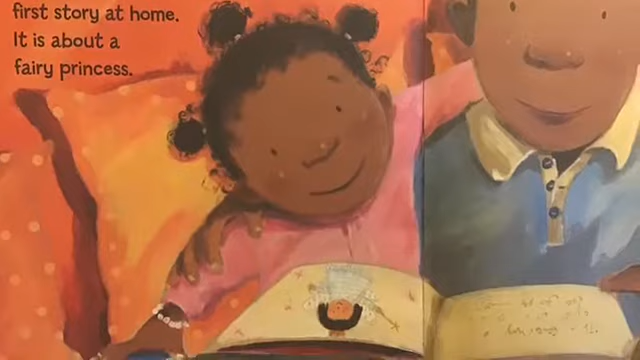 first story at home.
It is about a
fairy princess.